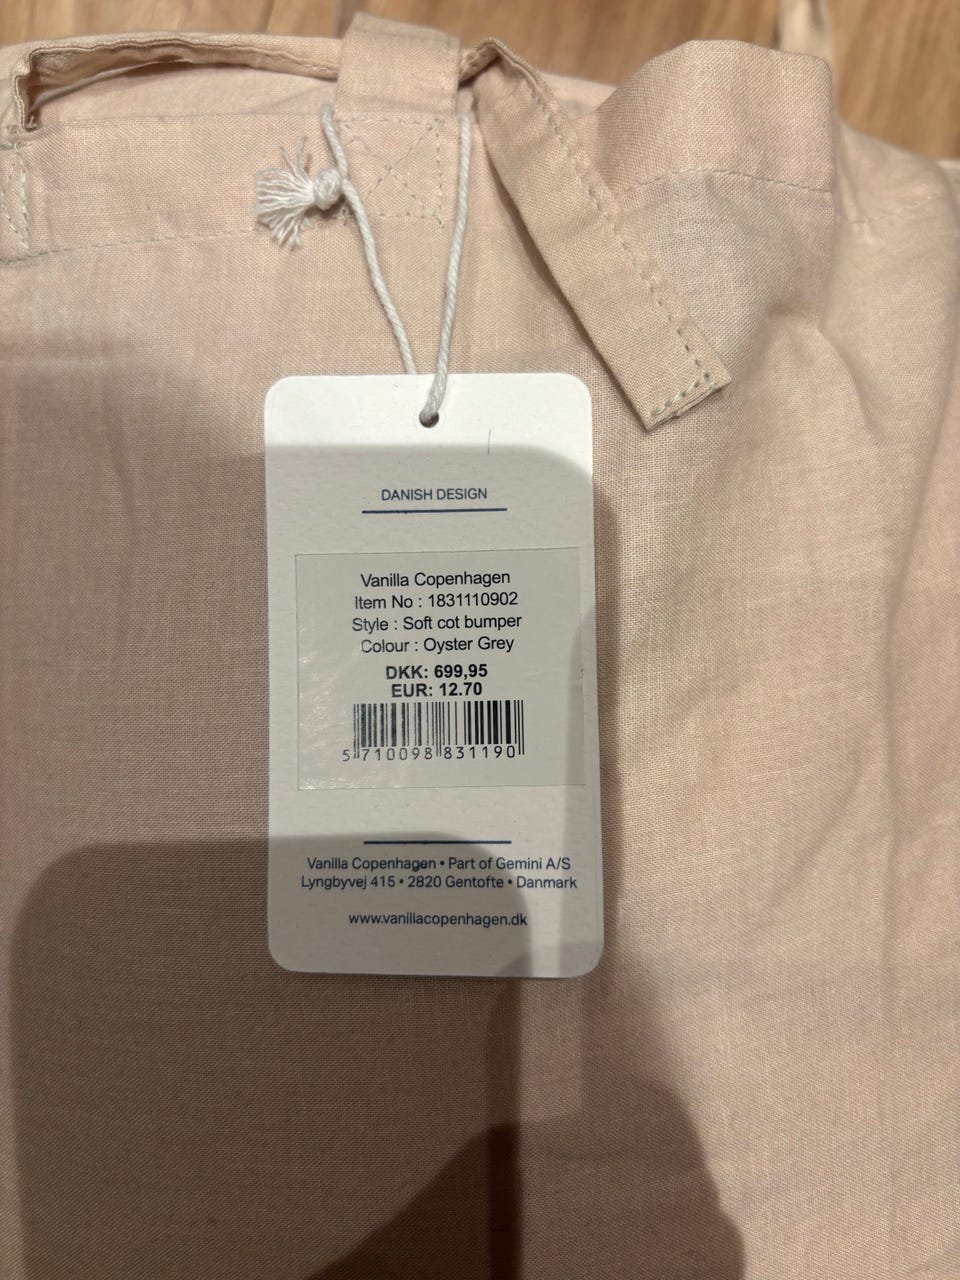 DANISH DESIGN
Vanilla Copenhagen
Item No : 1831110902
Style : Soft cot bumper
Colour : Oyster Grey
DKK: 699,95
EUR: 12.70
5 710098 831190
Vanilla Copenhagen • Part of Gemini A/S
Lyngbyvej 415 • 2820 Gentofte • Danmark
www.vanillacopenhagen.dk